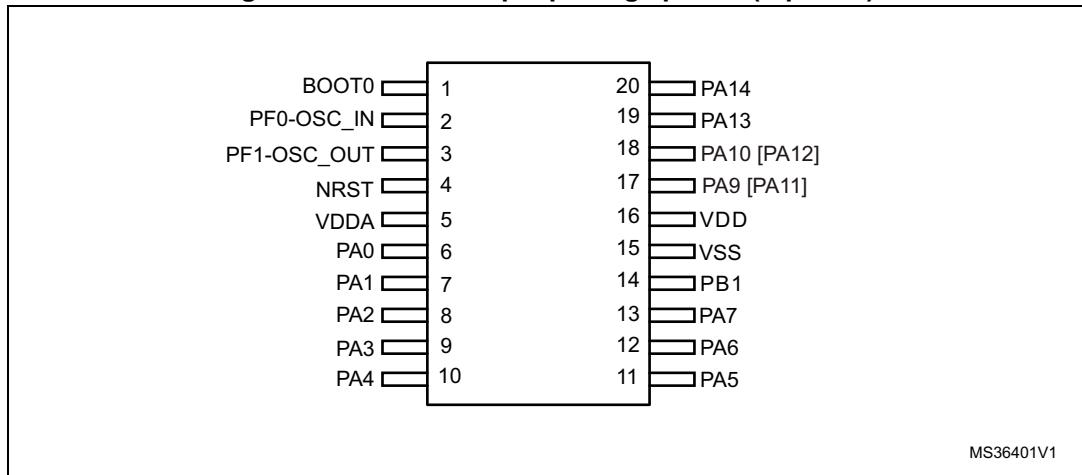 BOOT0 1 20 PA14
PF0-OSC_IN 2 19 PA13
PF1-OSC_OUT 3 18 PA10 [PA12]
NRST 4 17 PA9 [PA11]
VDDA 5 16 VDD
PA0 6 15 VSS
PA1 7 14 PB1
PA2 8 13 PA7
PA3 9 12 PA6
PA4 10 11 PA5
MS36401V1